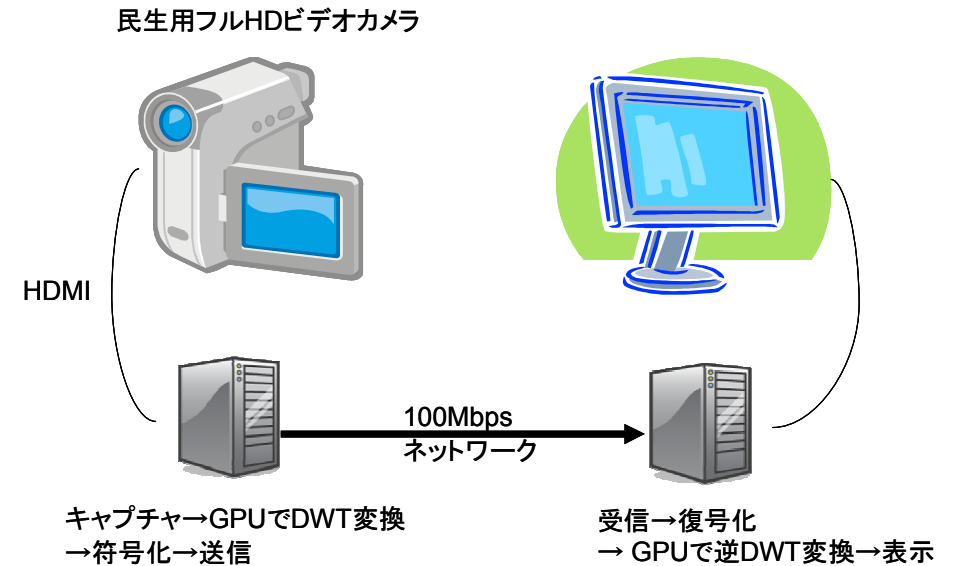 民生用フルHDビデオカメラ
HDMI
100Mbps
ネットワーク
キャプチャ→GPUでDWT変換
→符号化→送信
受信→復号化
→ GPUで逆DWT変換→表示